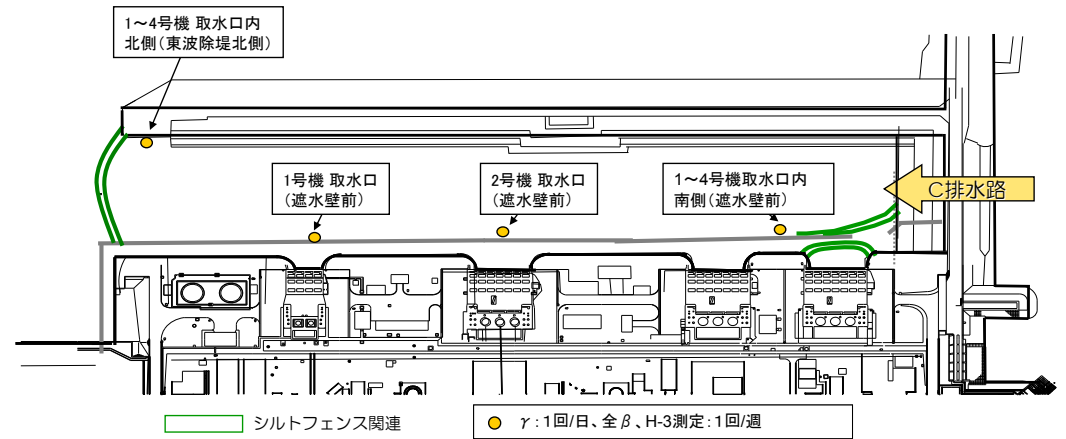 1～4号機 取水口内
北側(東波除堤北側)
1号機 取水口
(遮水壁前)
2号機 取水口
(遮水壁前)
1～4号機取水口内
南側(遮水壁前)
C排水路
シルトフェンス関連
γ:1回/日、全β、H-3測定:1回/週